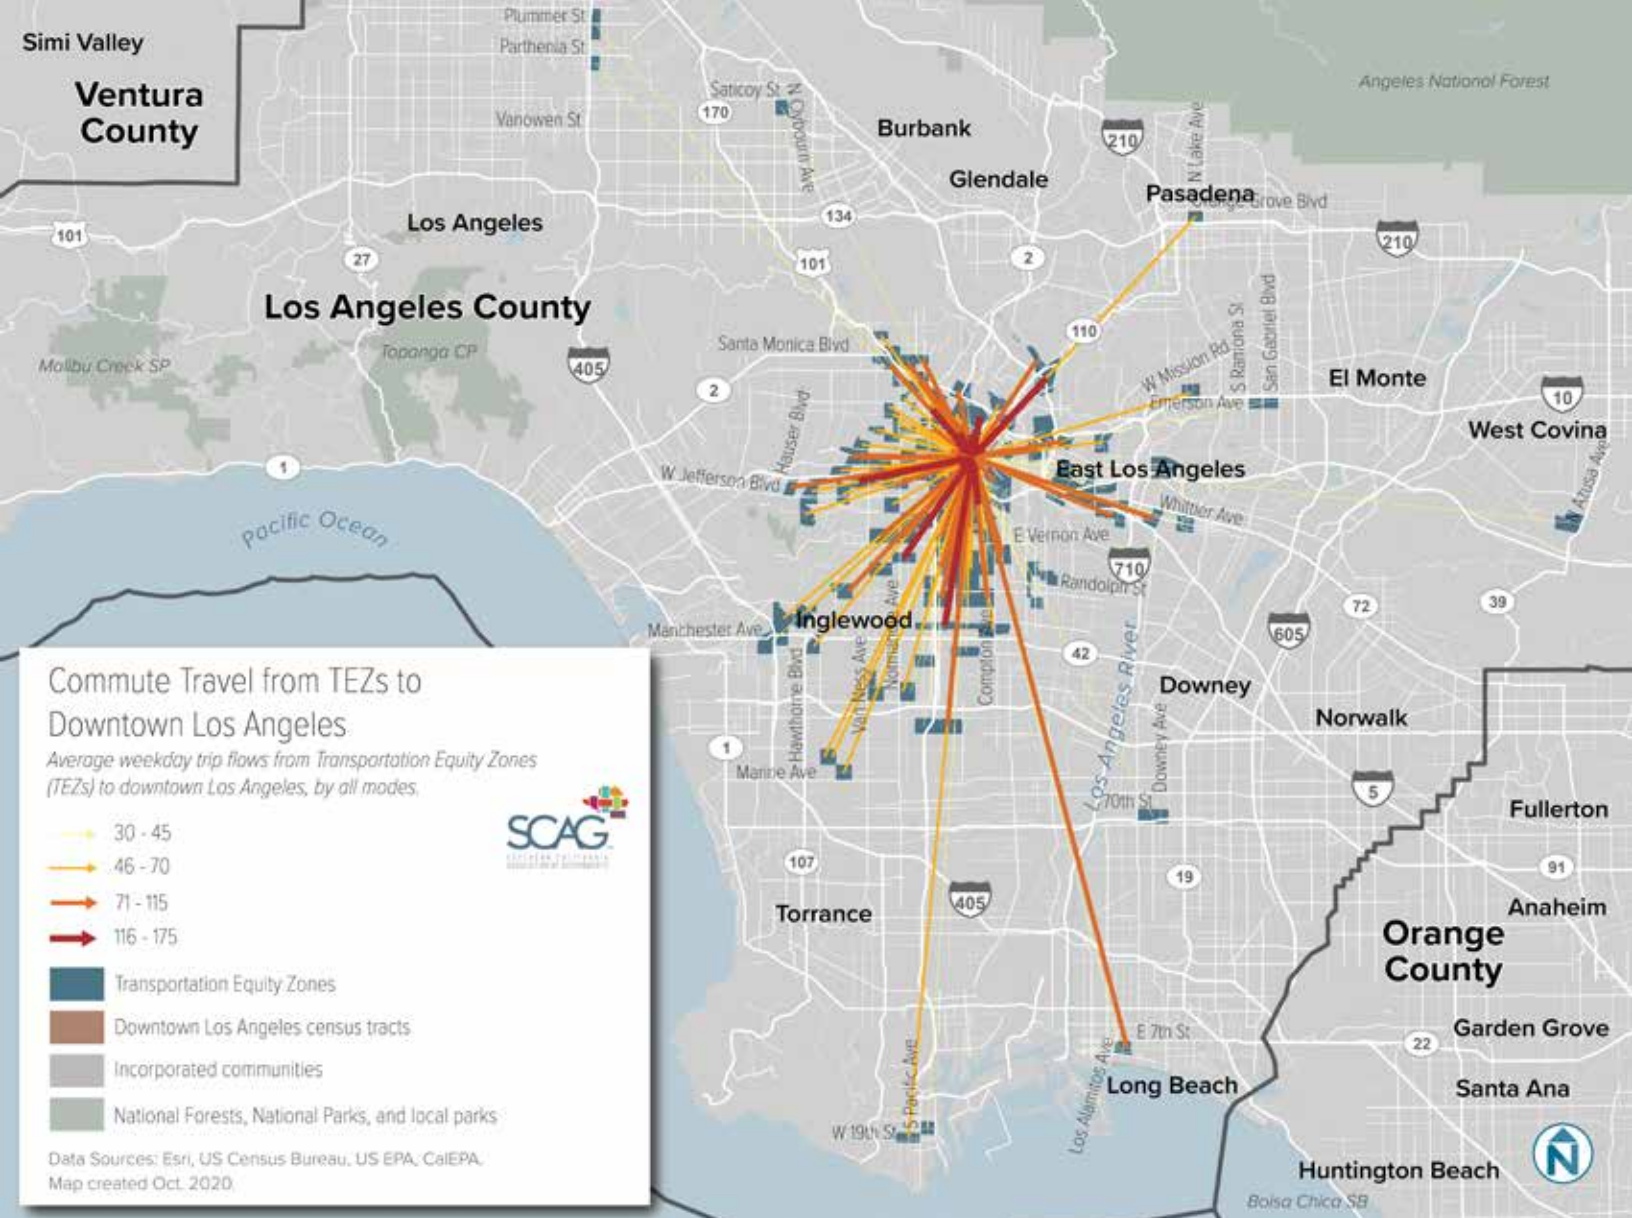 Plummer St
Simi Valley
Parthenia St
Ventura
County
Angeles National Forest
Saticoy St
N Clybourn Ave
170
Vanowen St
Burbank
210
N Lake Ave
Glendale
Pasadena
Grove Blvd
Los Angeles
134
101
27
101
2
210
Los Angeles County
110
Santa Monica Blvd
Malibu Creek SP
Topanga CP
405
2
W Mission Rd
S Ramona St
San Gabriel Blvd
El Monte
10
Emerson Ave
Hauser Blvd
West Covina
1
W Jefferson Blvd
East Los Angeles
N Azusa Ave
Whittier Ave
Pacific Ocean
E Vernon Ave
710
Randolph St
72
39
605
Inglewood
Manchester Ave
42
Los Angeles River
Downey
Hawthorne Blvd
Van Ness Ave
Compton Ave
Norwalk
1
Marine Ave
Downey Ave
70th St
5
Fullerton
107
19
91
405
Torrance
Anaheim
Orange
County
E 7th St
22
Garden Grove
Los Alamitos Ave
Long Beach
Santa Ana
S Pacific Ave
W 19th St
Huntington Beach
N
Bolsa Chica SB
Commute Travel from TEZs to
Downtown Los Angeles
Average weekday trip flows from Transportation Equity Zones
(TEZs) to downtown Los Angeles, by all modes.
SCAG
30 - 45
46 - 70
71 - 115
116 - 175
Transportation Equity Zones
Downtown Los Angeles census tracts
Incorporated communities
National Forests, National Parks, and local parks
Data Sources: Esri, US Census Bureau, US EPA, CalEPA.
Map created Oct. 2020.